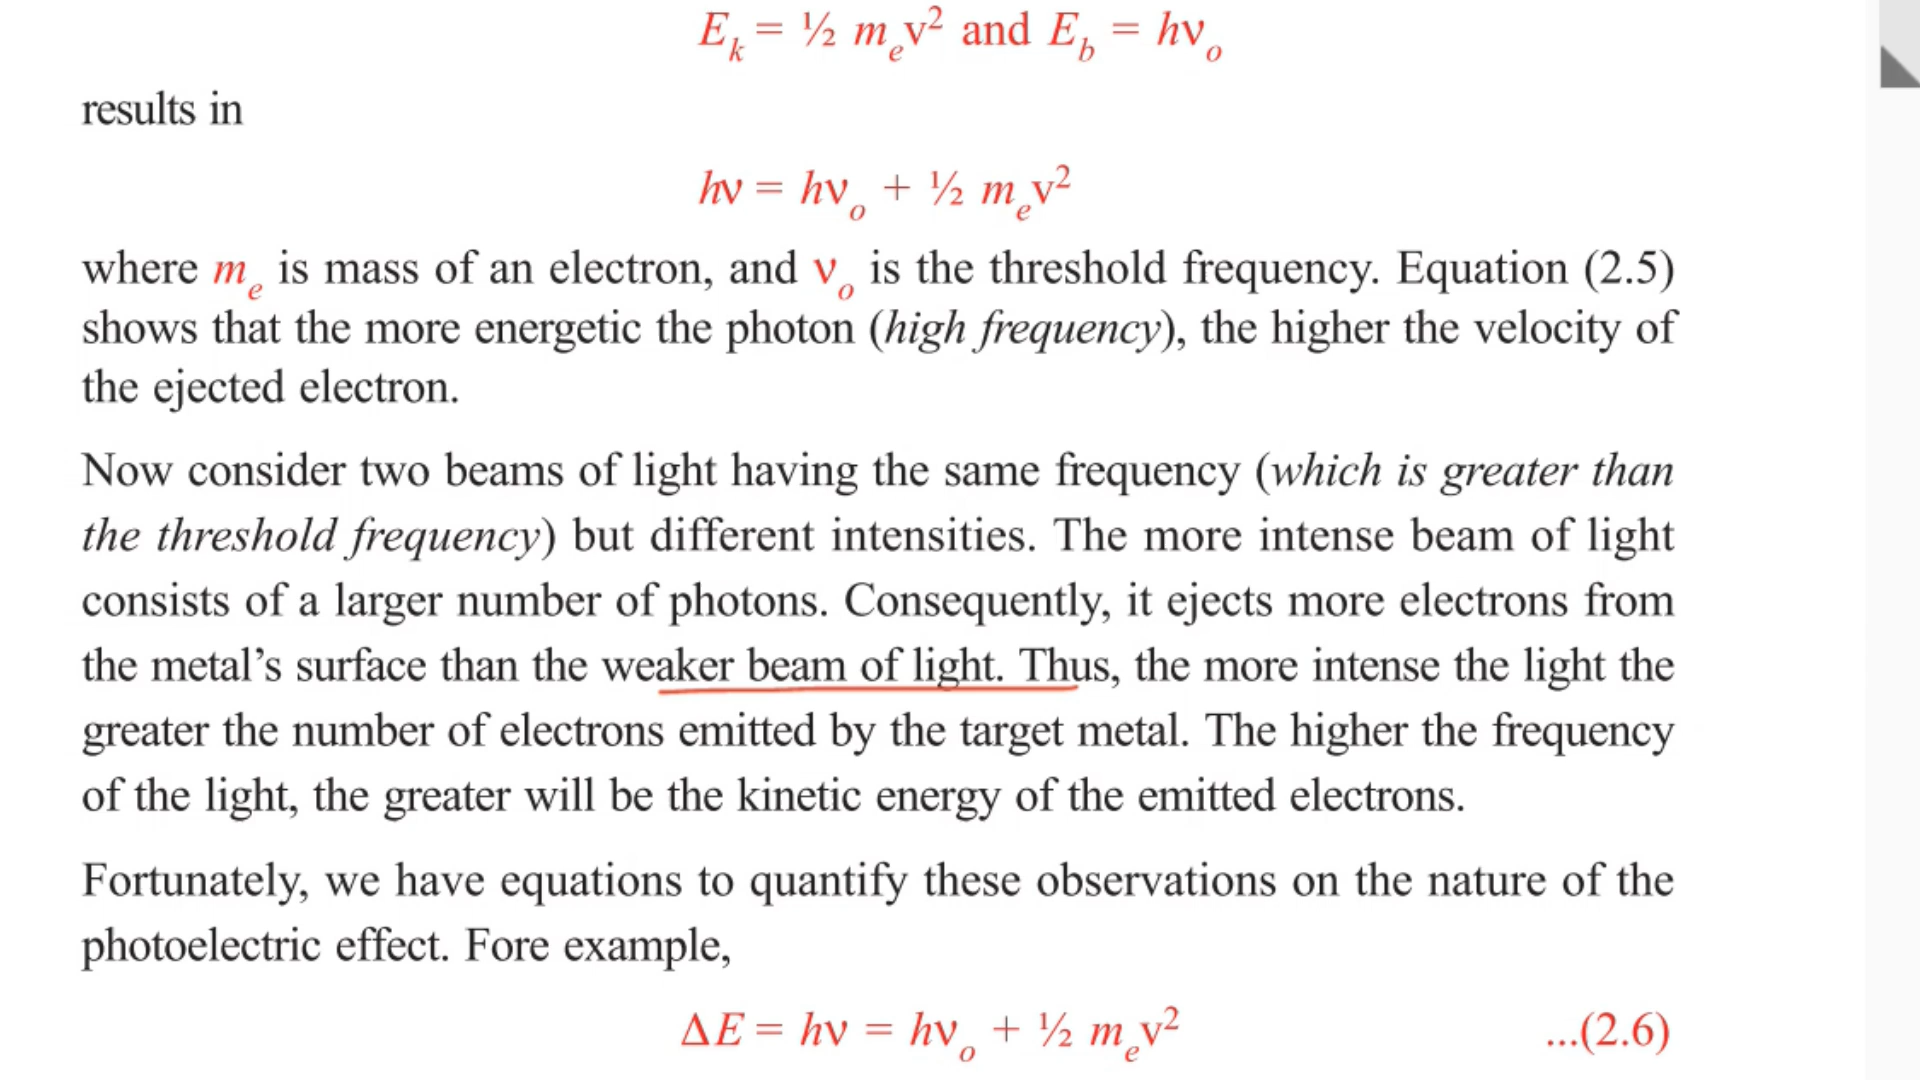 Eₖ = ½ mₑv² and E_b = hν_o
results in
hν = hν_o + ½ mₑv²
where mₑ is mass of an electron, and ν_o is the threshold frequency. Equation (2.5)
shows that the more energetic the photon (high frequency), the higher the velocity of
the ejected electron.
Now consider two beams of light having the same frequency (which is greater than
the threshold frequency) but different intensities. The more intense beam of light
consists of a larger number of photons. Consequently, it ejects more electrons from
the metal’s surface than the weaker beam of light. Thus, the more intense the light the
greater the number of electrons emitted by the target metal. The higher the frequency
of the light, the greater will be the kinetic energy of the emitted electrons.
Fortunately, we have equations to quantify these observations on the nature of the
photoelectric effect. Fore example,
ΔE = hν = hν_o + ½ mₑv² ...(2.6)